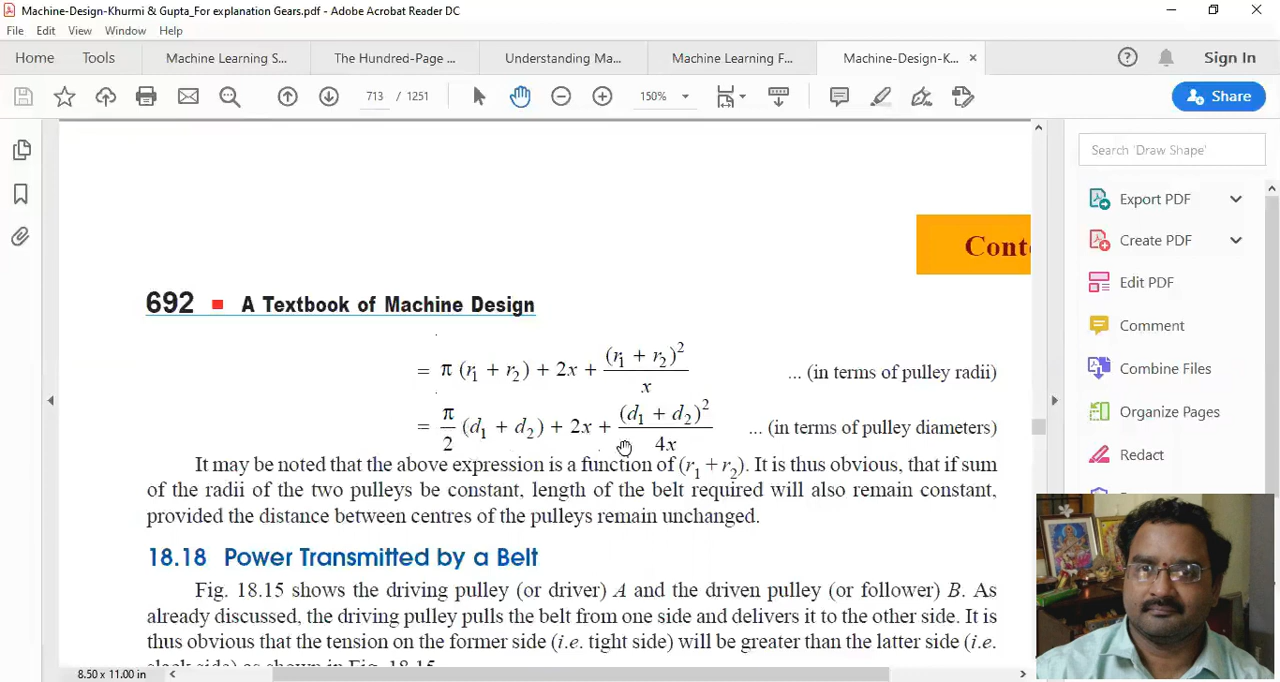 Machine-Design-Khurmi & Gupta_For explanation Gears.pdf - Adobe Acrobat Reader DC
File Edit View Window Help
Home Tools Machine Learning S... The Hundred-Page ... Understanding Ma... Machine Learning F... Machine-Design-K... × Sign In
713 / 1251 150% Share
Search 'Draw Shape'
Export PDF
Create PDF
Edit PDF
Comment
Combine Files
Organize Pages
Redact
Cont
692 ■ A Textbook of Machine Design
= π (r₁ + r₂) + 2x + (r₁ + r₂)² / x ... (in terms of pulley radii)
= π/2 (d₁ + d₂) + 2x + (d₁ + d₂)² / 4x ... (in terms of pulley diameters)
It may be noted that the above expression is a function of (r₁ + r₂). It is thus obvious, that if sum
of the radii of the two pulleys be constant, length of the belt required will also remain constant,
provided the distance between centres of the pulleys remain unchanged.
18.18 Power Transmitted by a Belt
Fig. 18.15 shows the driving pulley (or driver) A and the driven pulley (or follower) B. As
already discussed, the driving pulley pulls the belt from one side and delivers it to the other side. It is
thus obvious that the tension on the former side (i.e. tight side) will be greater than the latter side (i.e.
slack side) as shown in Fig. 18.15.
8.50 x 11.00 in